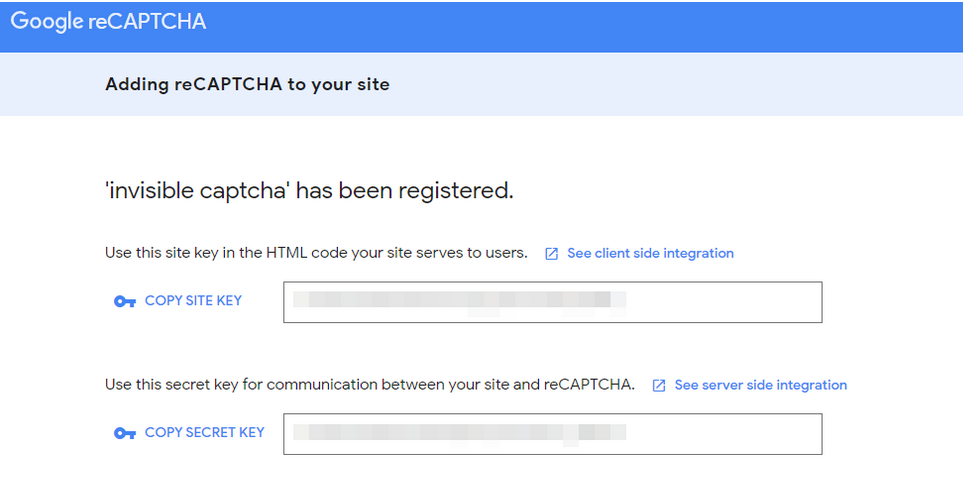 Google reCAPTCHA
Adding reCAPTCHA to your site
'invisible captcha' has been registered.
Use this site key in the HTML code your site serves to users. See client side integration
COPY SITE KEY
Use this secret key for communication between your site and reCAPTCHA. See server side integration
COPY SECRET KEY